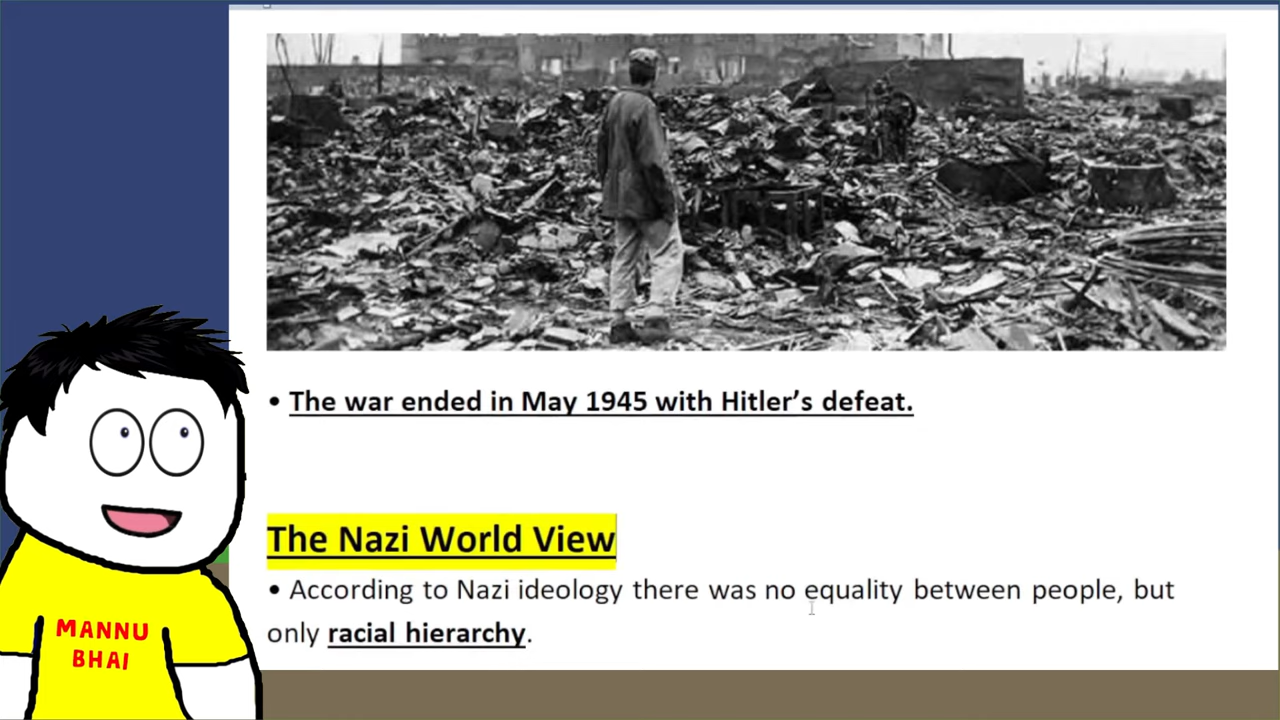 • The war ended in May 1945 with Hitler’s defeat.
The Nazi World View
• According to Nazi ideology there was no equality between people, but
only racial hierarchy.
MANNU
BHAI